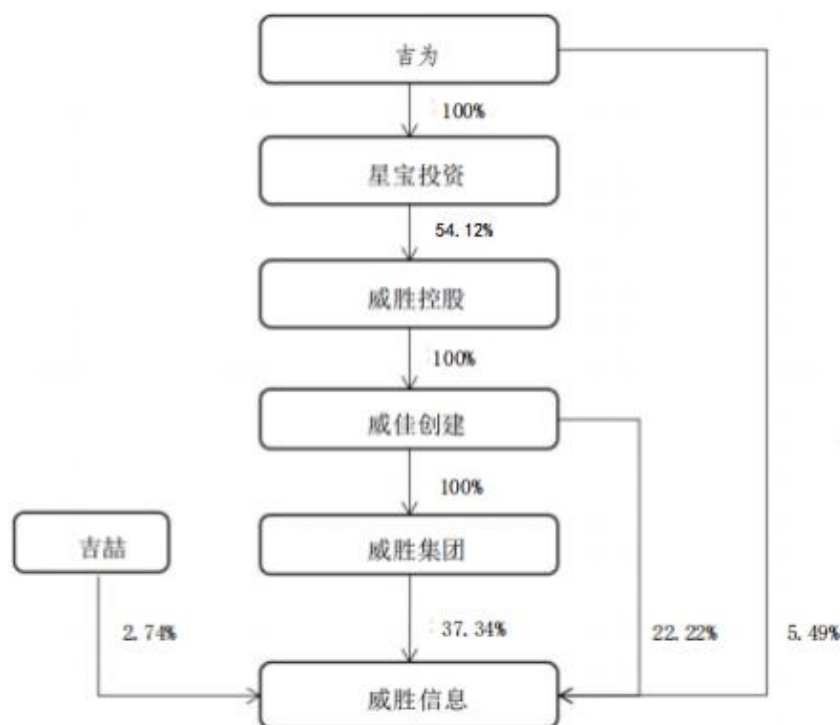 吉为
100%
星宝投资
54.12%
威胜控股
100%
威佳创建
100%
吉喆
威胜集团
2.74%
37.34%
22.22%
5.49%
威胜信息